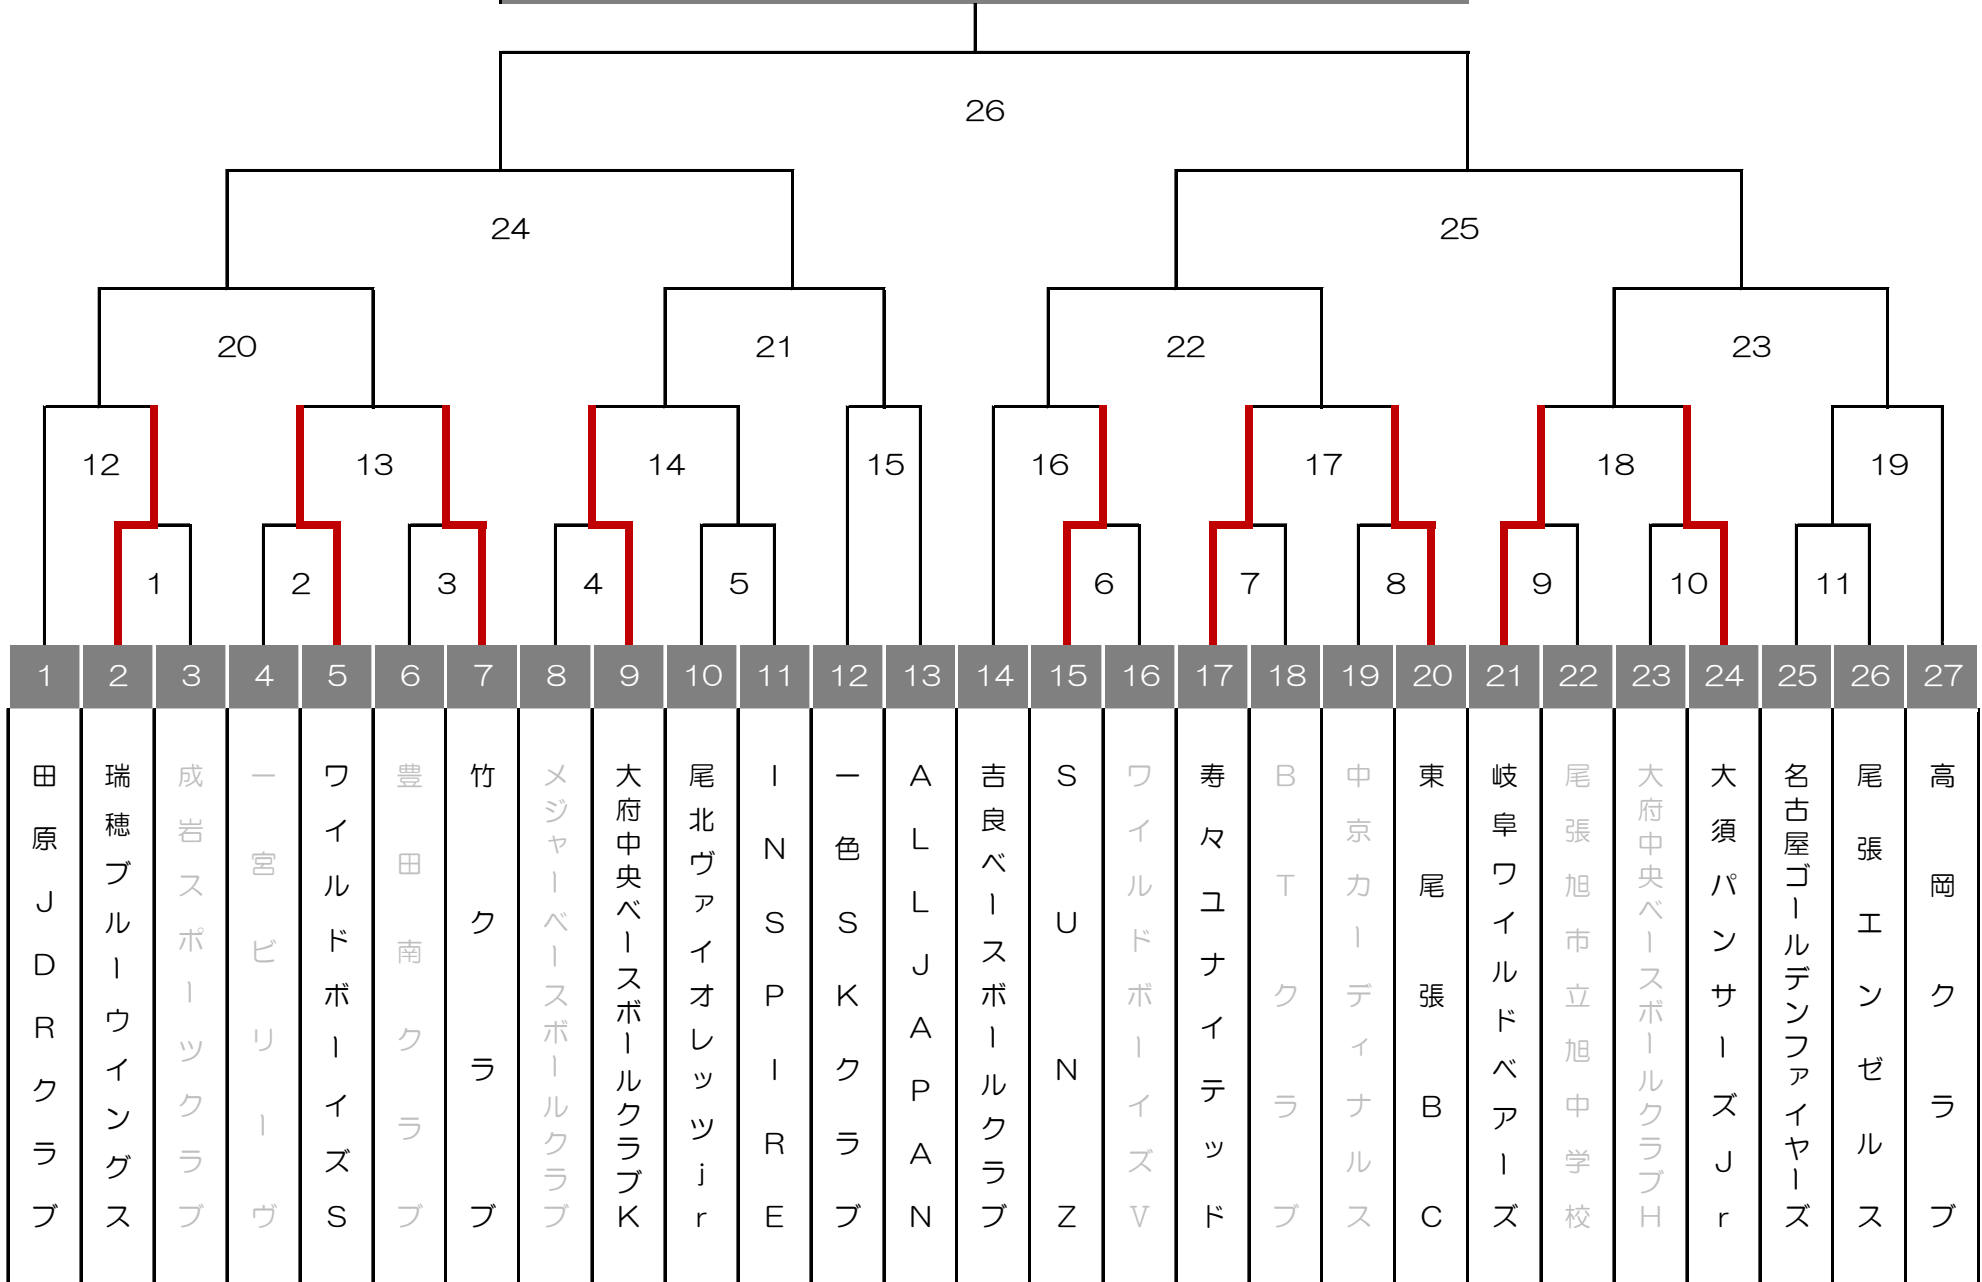 26
24 25
20 21 22 23
12 13 14 15 16 17 18 19
1 2 3 4 5 6 7 8 9 10 11
1 2 3 4 5 6 7 8 9 10 11 12 13 14 15 16 17 18 19 20 21 22 23 24 25 26 27
田原JDRクラブ
瑞穂ブルーウイングス
成岩スポーツクラブ
一宮ビリーヴ
ワイルドボーイズS
豊田南クラブ
竹クラブ
メジャーベースボールクラブ
大府中央ベースボールクラブK
尾北ヴァイオレッツjr
INSPIRE
一色SKクラブ
ALLJAPAN
吉良ベースボールクラブ
SUNZ
ワイルドボーイズV
寿々ユナイテッド
BTクラブ
中京カーディナルス
東尾張BC
岐阜ワイルドベアーズ
尾張旭市立旭中学校
大府中央ベースボールクラブH
大須パンサーズJr
名古屋ゴールデンファイヤーズ
尾張エンゼルス
高岡クラブ